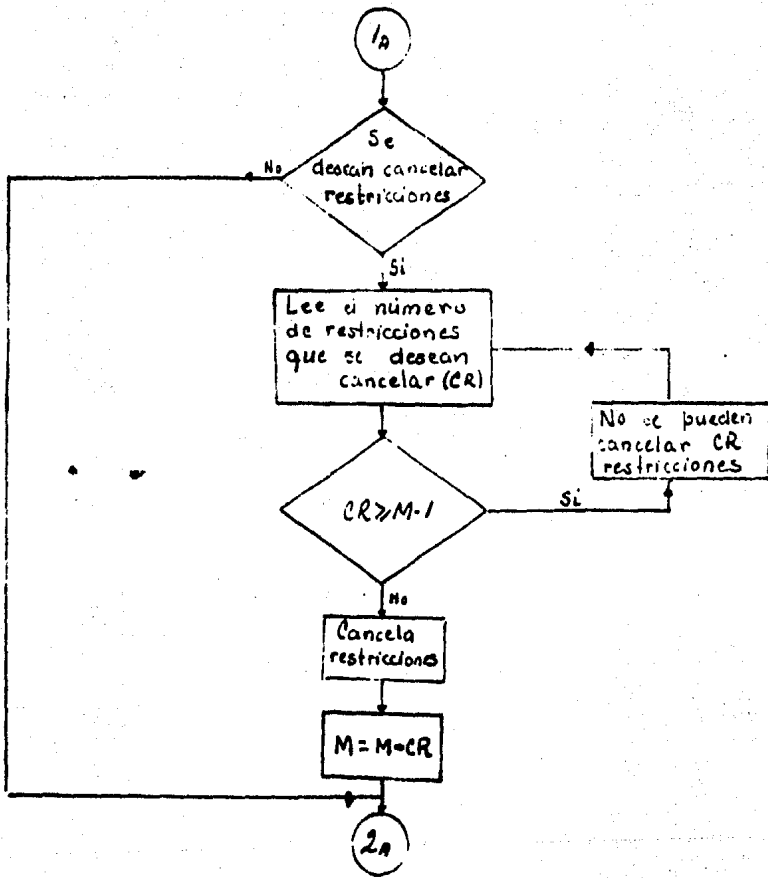 1A
Se
desean cancelar
restricciones
No
Si
Lee el número
de restricciones
que se desean
cancelar (CR)
No se pueden
cancelar CR
restricciones
CR≥M-1
Si
No
Cancela
restricciones
M=M-CR
2A